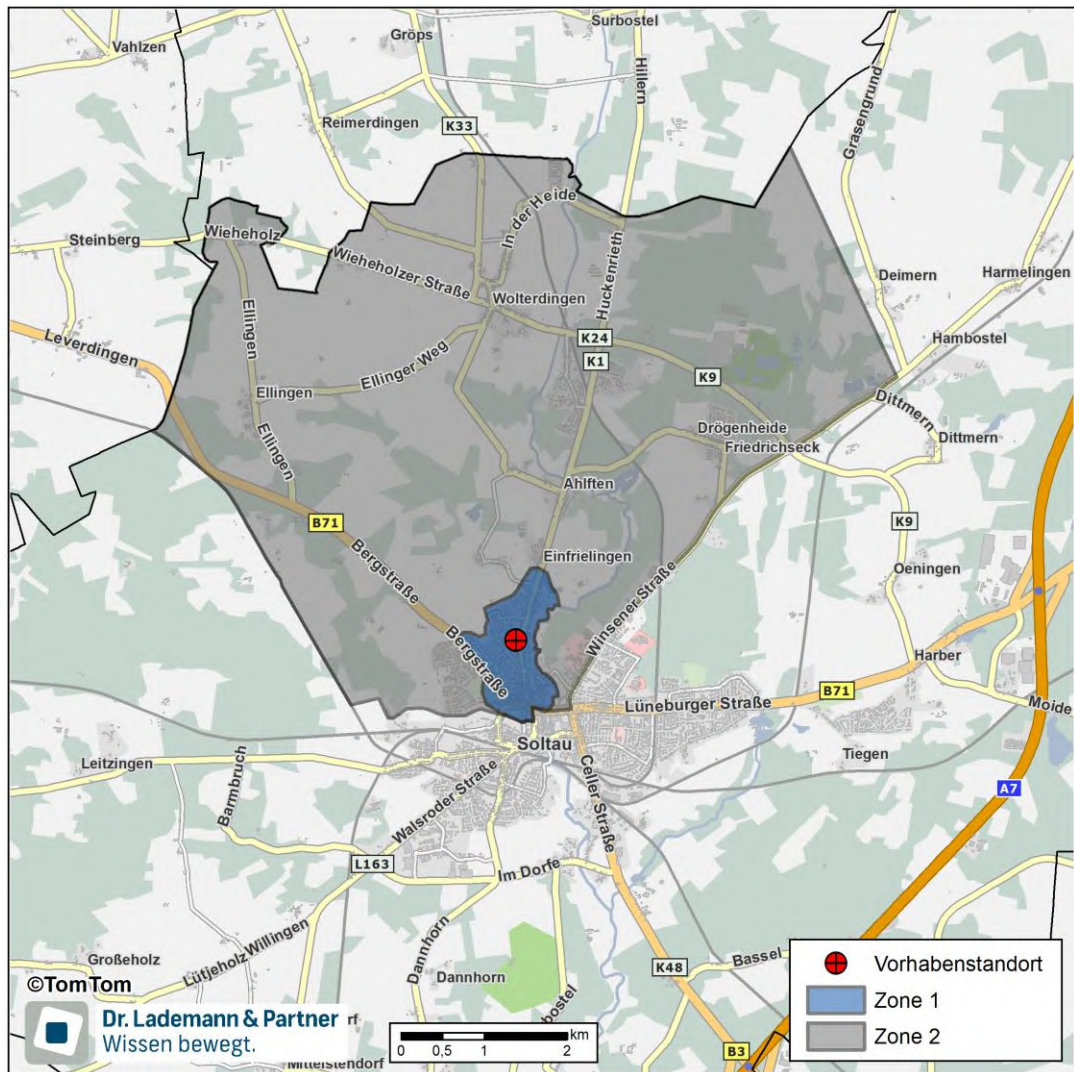 Surbostel
Vahlzen
Gröps
Hillern
Grasengrund
Reimerdingen
K33
In der Heide
Steinberg
Wieheholz
Wieheholzer Straße
Huckenrieth
Deimern
Harmelingen
Wolterdingen
Leverdingen
Ellingen
K24
K1
Hambostel
Ellinger Weg
K9
Ellingen
Dittmern
Drögenheide
Friedrichseck
Dittmern
Ellingen
Ahlften
B71
K9
Bergstraße
Einfrielingen
Winsener Straße
Oeningen
Bergstraße
Harber
B71
Lüneburger Straße
Moide
Soltau
Tiegen
Leitzingen
Barmbruch
Walsroder Straße
Celler Straße
A7
L163
Im Dorfe
Willingen
Lütjeholz
Großeholz
Dannhorn
Dannhorn
K48
Bassel
bostel
B3
Mittelstendorf
rf
©TomTom
Dr. Lademann & Partner
Wissen bewegt.
km
0 0,5 1 2
Vorhabenstandort
Zone 1
Zone 2